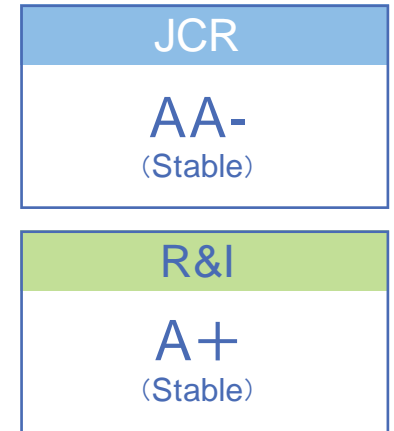 JCR
AA-
（Stable）
R&I
A＋
（Stable）